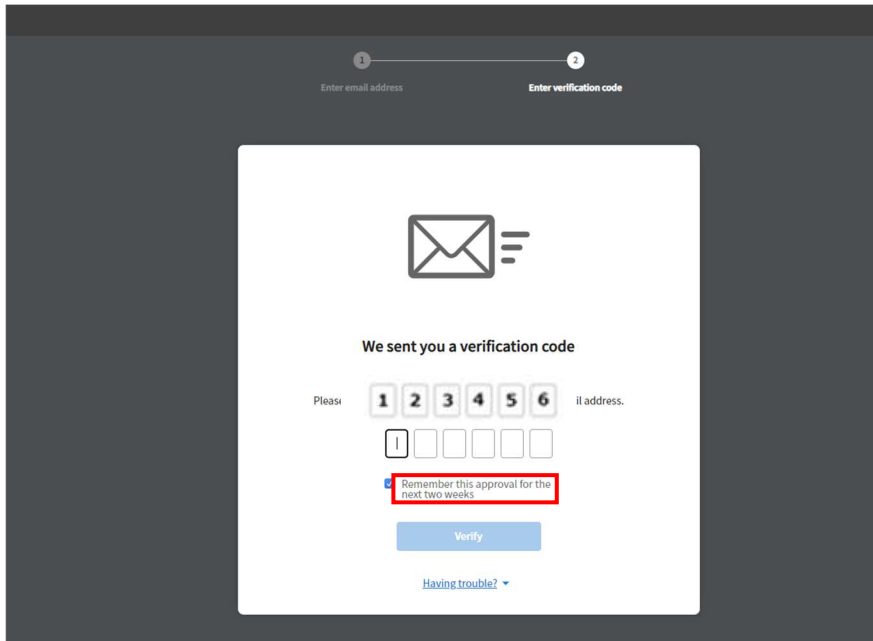 1
2
Enter email address
Enter verification code
We sent you a verification code
Please 1 2 3 4 5 6 il address.
Remember this approval for the
next two weeks
Verify
Having trouble?